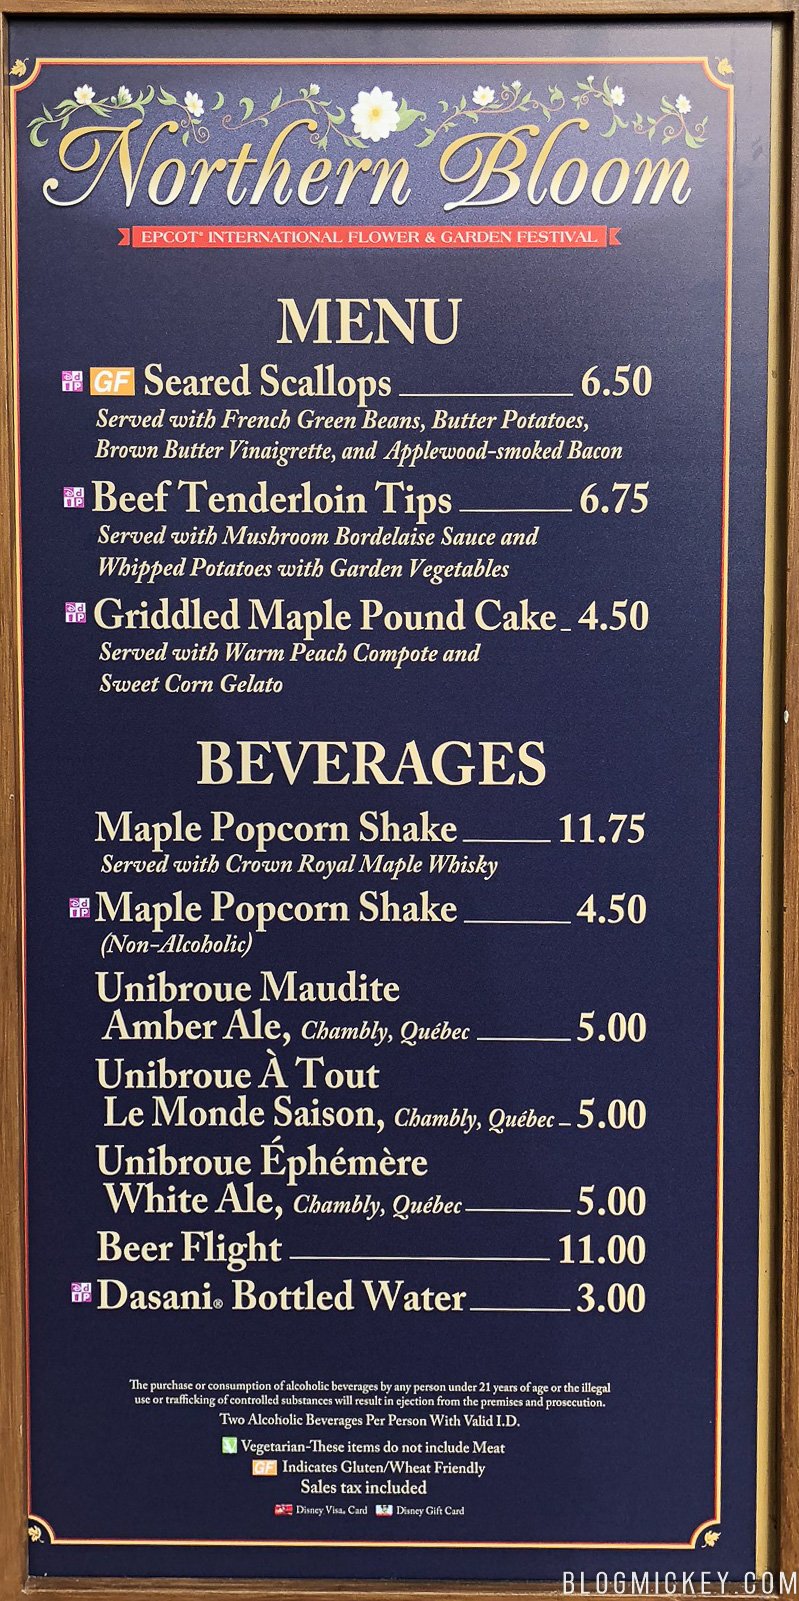 Northern Bloom
EPCOT® INTERNATIONAL FLOWER & GARDEN FESTIVAL
MENU
GF Seared Scallops 6.50
Served with French Green Beans, Butter Potatoes,
Brown Butter Vinaigrette, and Applewood-smoked Bacon
Beef Tenderloin Tips 6.75
Served with Mushroom Bordelaise Sauce and
Whipped Potatoes with Garden Vegetables
Griddled Maple Pound Cake 4.50
Served with Warm Peach Compote and
Sweet Corn Gelato
BEVERAGES
Maple Popcorn Shake 11.75
Served with Crown Royal Maple Whisky
Maple Popcorn Shake 4.50
(Non-Alcoholic)
Unibroue Maudite
Amber Ale, Chambly, Québec 5.00
Unibroue À Tout
Le Monde Saison, Chambly, Québec 5.00
Unibroue Éphémère
White Ale, Chambly, Québec 5.00
Beer Flight 11.00
Dasani® Bottled Water 3.00
The purchase or consumption of alcoholic beverages by any person under 21 years of age or the illegal
use or trafficking of controlled substances will result in ejection from the premises and prosecution.
Two Alcoholic Beverages Per Person With Valid I.D.
V Vegetarian-These items do not include Meat
GF Indicates Gluten/Wheat Friendly
Sales tax included
Disney Visa® Card Disney Gift Card
BLOGMICKEY.COM